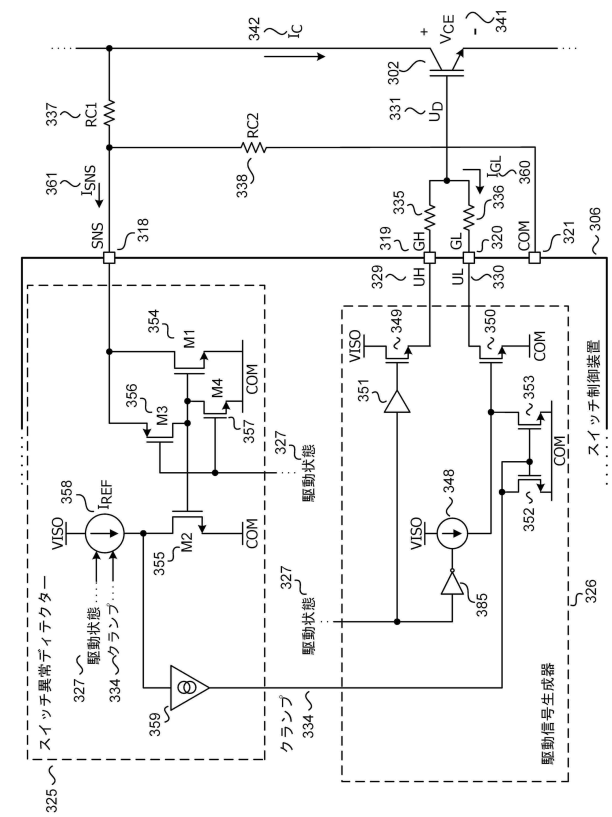 325
スイッチ異常ディテクター
327
駆動状態
334
クランプ
VISO
358
IREF
355
M2
COM
359
356
M3
354
M1
M4
357
COM
327
駆動状態
SNS
318
361
ISNS
337
RC1
RC2
338
342
IC
341
VCE
+
-
302
331
UD
335
336
IGL
360
319
GH
GL
320
COM
321
306
329
UH
UL
330
クランプ
334
327
駆動状態
VISO
349
351
350
COM
VISO
348
385
353
352
COM
326
駆動信号生成器
スイッチ制御装置